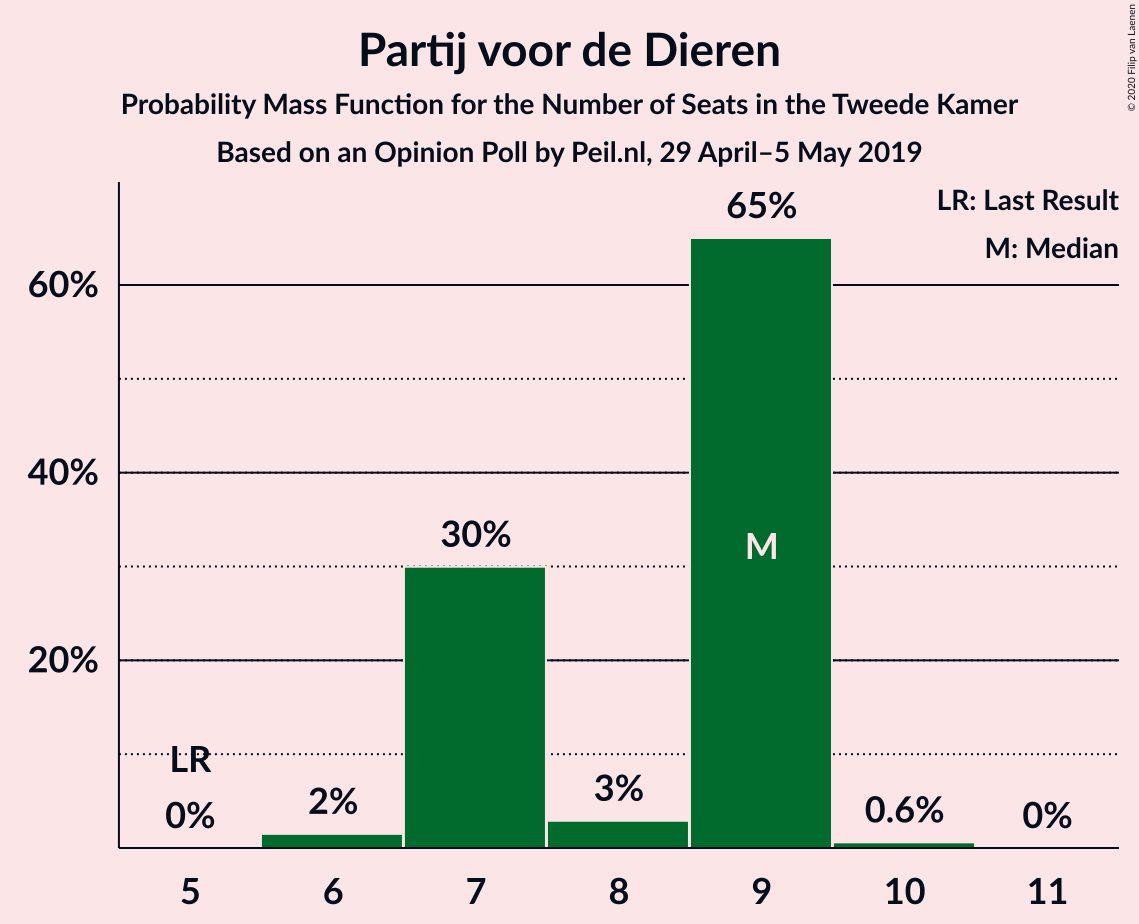 Partij voor de Dieren
Probability Mass Function for the Number of Seats in the Tweede Kamer
Based on an Opinion Poll by Peil.nl, 29 April–5 May 2019
© 2020 Filip van Laenen
LR: Last Result
M: Median
65%
60%
40%
30%
M
20%
LR
0%
2%
3%
0.6%
0%
5 6 7 8 9 10 11